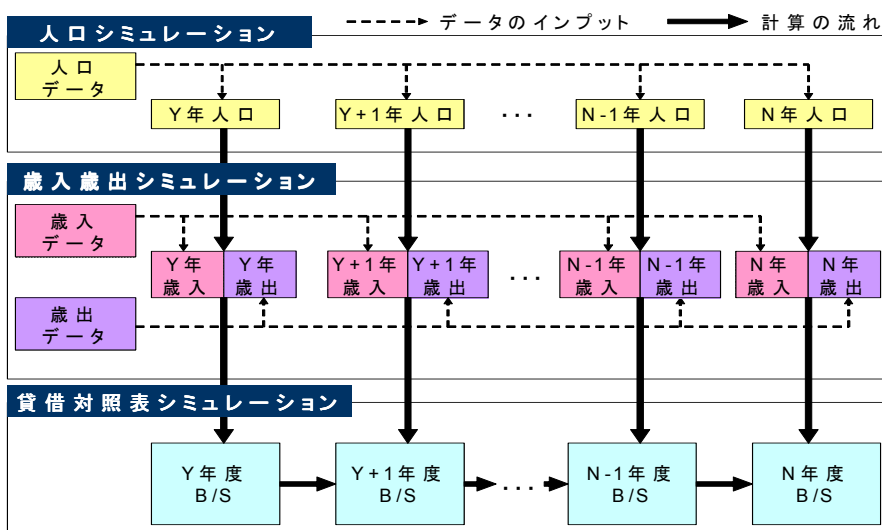 データのインプット
計算の流れ
人口シミュレーション
人口
データ
Y年人口
Y+1年人口
...
N-1年人口
N年人口
歳入歳出シミュレーション
歳入
データ
Y年
歳入
Y年
歳出
Y+1年
歳入
Y+1年
歳出
...
N-1年
歳入
N-1年
歳出
N年
歳入
N年
歳出
歳出
データ
貸借対照表シミュレーション
Y年度
B/S
Y+1年度
B/S
...
N-1年度
B/S
N年度
B/S